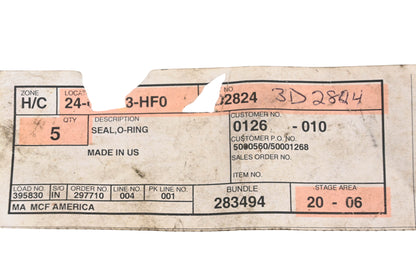 ZONE LOCAT NO.
H/C 24- 3-HF0 2824 3D2824
QTY DESCRIPTION CUSTOMER NO.
5 SEAL,O-RING 0126 -010
CUSTOMER P.O. NO.
MADE IN US 5000560/50001268
SALES ORDER NO.
ITEM NO.
LOAD NO. S/O ORDER NO. LINE NO. PK LINE NO. BUNDLE STAGE AREA
395830 IN 297710 004 001 283494 20 - 06
MA MCF AMERICA